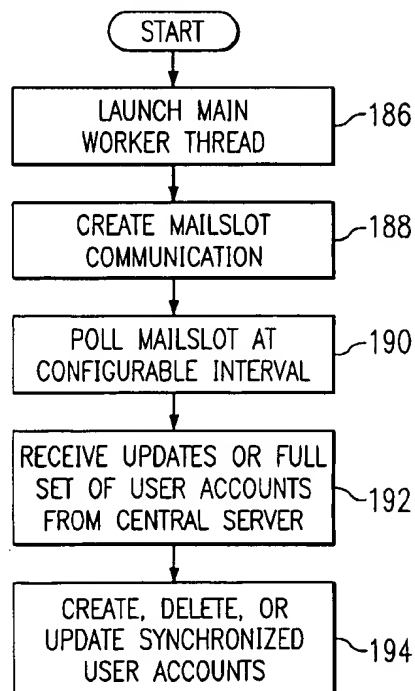 START
LAUNCH MAIN
WORKER THREAD
186
CREATE MAILSLOT
COMMUNICATION
188
POLL MAILSLOT AT
CONFIGURABLE INTERVAL
190
RECEIVE UPDATES OR FULL
SET OF USER ACCOUNTS
FROM CENTRAL SERVER
192
CREATE, DELETE, OR
UPDATE SYNCHRONIZED
USER ACCOUNTS
194